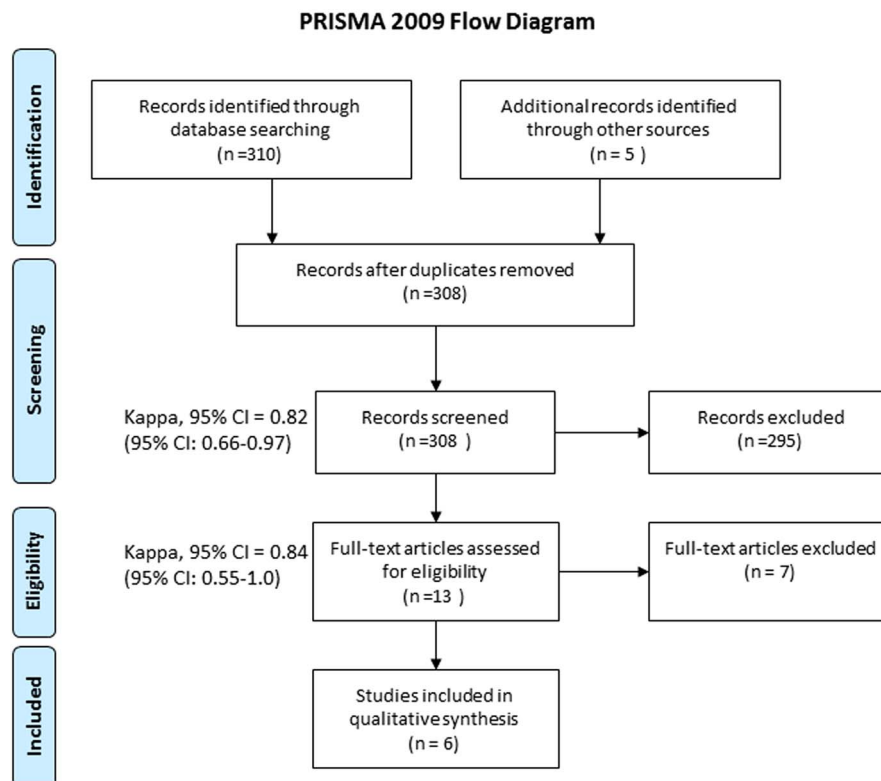 PRISMA 2009 Flow Diagram
Identification
Records identified through
database searching
(n =310)
Additional records identified
through other sources
(n = 5 )
Records after duplicates removed
(n =308)
Screening
Kappa, 95% CI = 0.82
(95% CI: 0.66-0.97)
Records screened
(n =308 )
Records excluded
(n =295)
Eligibility
Kappa, 95% CI = 0.84
(95% CI: 0.55-1.0)
Full-text articles assessed
for eligibility
(n =13 )
Full-text articles excluded
(n = 7)
Included
Studies included in
qualitative synthesis
(n = 6)